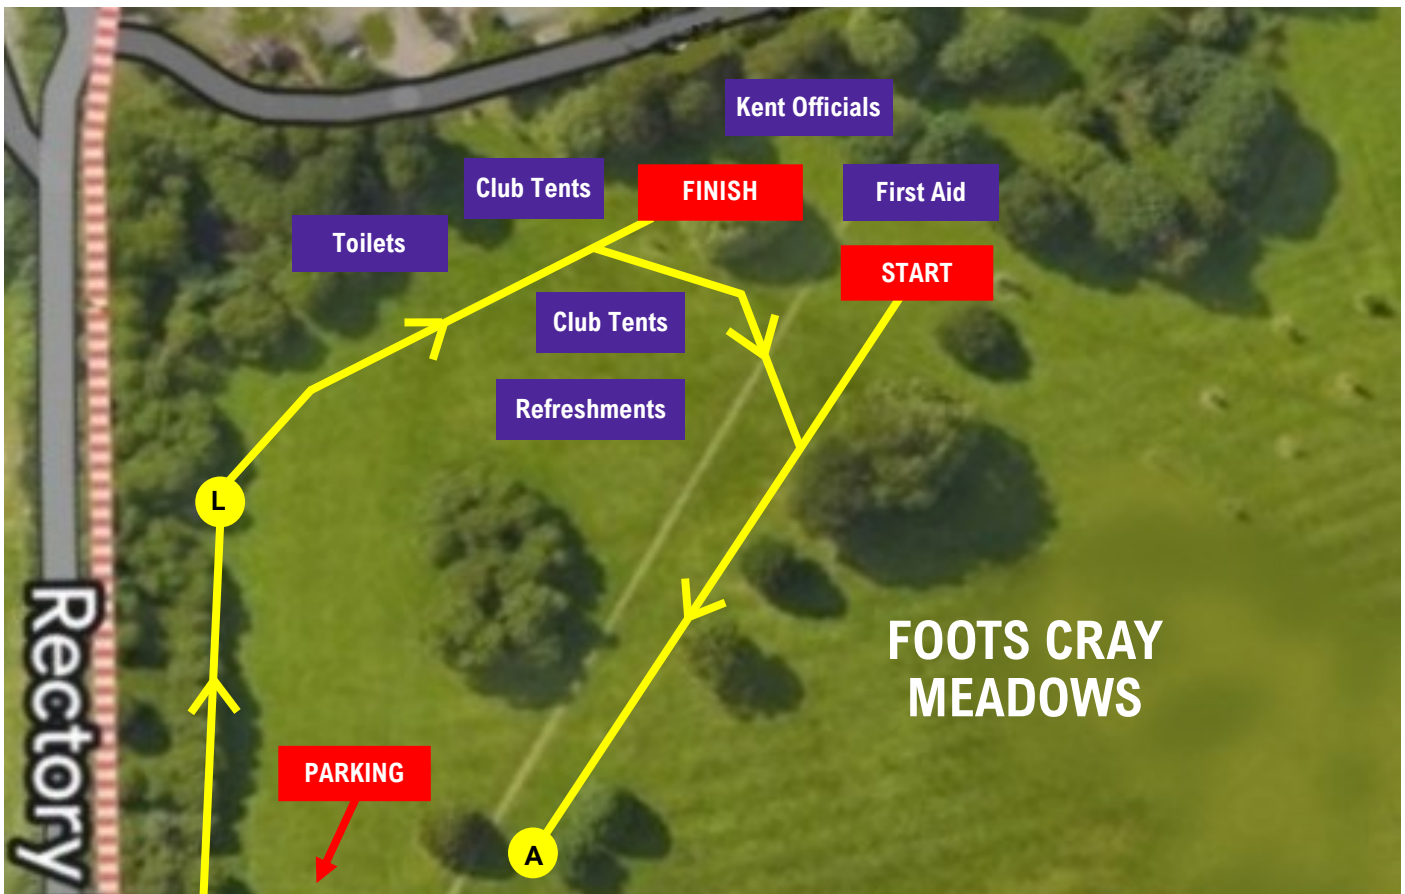 Kent Officials
Club Tents
FINISH
First Aid
Toilets
START
Club Tents
Refreshments
L
Rectory
FOOTS CRAY
MEADOWS
PARKING
A